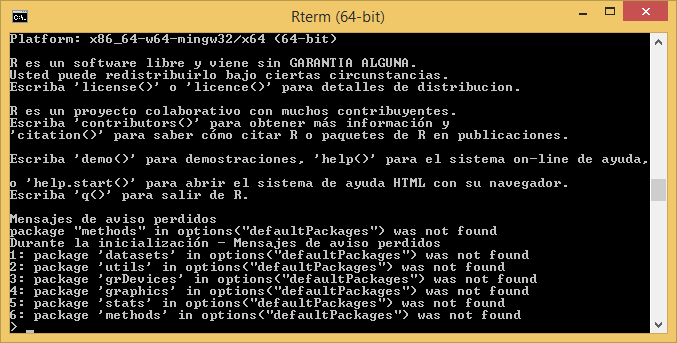 Rterm (64-bit)
Platform: x86_64-w64-mingw32/x64 (64-bit)
R es un software libre y viene sin GARANTIA ALGUNA.
Usted puede redistribuirlo bajo ciertas circunstancias.
Escriba 'license()' o 'licence()' para detalles de distribucion.
R es un proyecto colaborativo con muchos contribuyentes.
Escriba 'contributors()' para obtener más información y
'citation()' para saber cómo citar R o paquetes de R en publicaciones.
Escriba 'demo()' para demostraciones, 'help()' para el sistema on-line de ayuda,
o 'help.start()' para abrir el sistema de ayuda HTML con su navegador.
Escriba 'q()' para salir de R.
Mensajes de aviso perdidos
package "methods" in options("defaultPackages") was not found
Durante la inicialización - Mensajes de aviso perdidos
1: package 'datasets' in options("defaultPackages") was not found
2: package 'utils' in options("defaultPackages") was not found
3: package 'grDevices' in options("defaultPackages") was not found
4: package 'graphics' in options("defaultPackages") was not found
5: package 'stats' in options("defaultPackages") was not found
6: package 'methods' in options("defaultPackages") was not found
> _